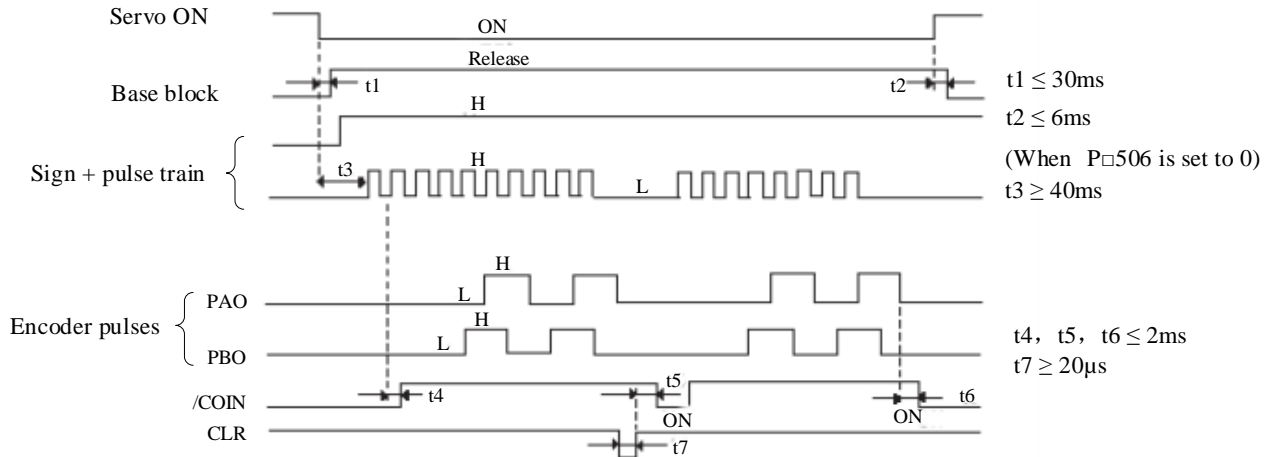 Servo ON
ON
Release
Base block
t1
t2
t1 ≤ 30ms
H
t2 ≤ 6ms
(When P□506 is set to 0)
Sign + pulse train
t3
H
L
t3 ≥ 40ms
H
PAO
L
Encoder pulses
H
PBO
L
t4, t5, t6 ≤ 2ms
t7 ≥ 20μs
/COIN
t4
t5
ON
ON
t6
CLR
t7